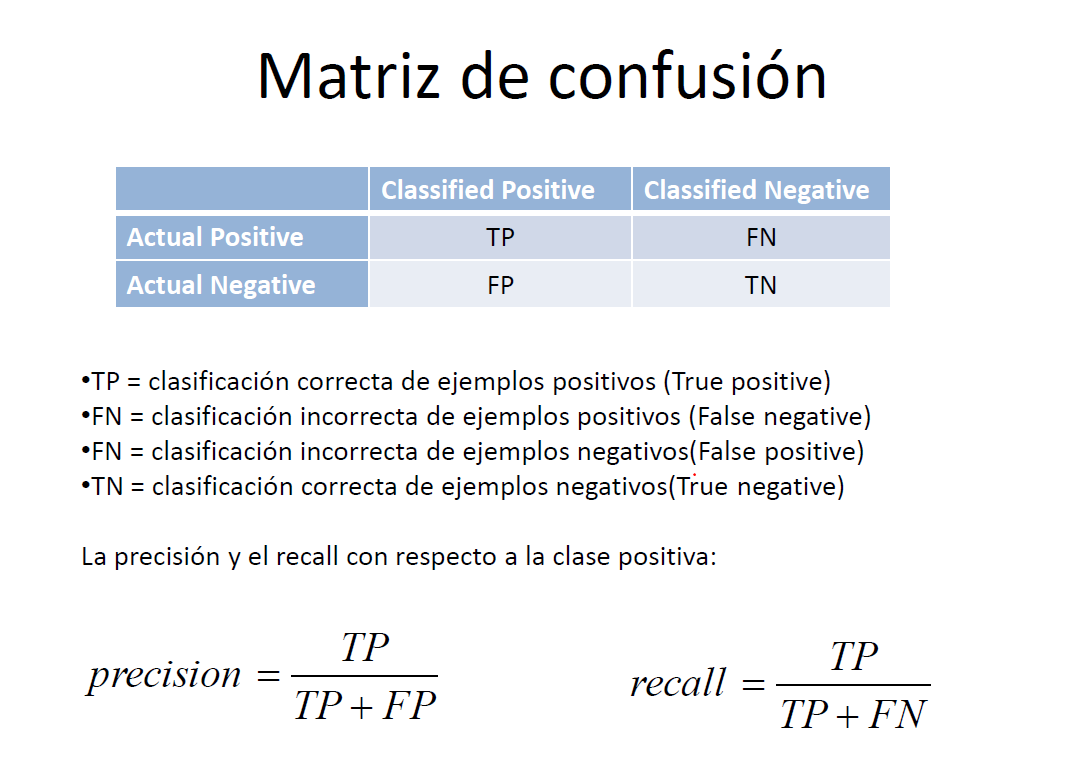 Matriz de confusión
Classified Positive Classified Negative
Actual Positive TP FN
Actual Negative FP TN
•TP = clasificación correcta de ejemplos positivos (True positive)
•FN = clasificación incorrecta de ejemplos positivos (False negative)
•FN = clasificación incorrecta de ejemplos negativos(False positive)
•TN = clasificación correcta de ejemplos negativos(True negative)
La precisión y el recall con respecto a la clase positiva:
precision = TP / TP + FP
recall = TP / TP + FN